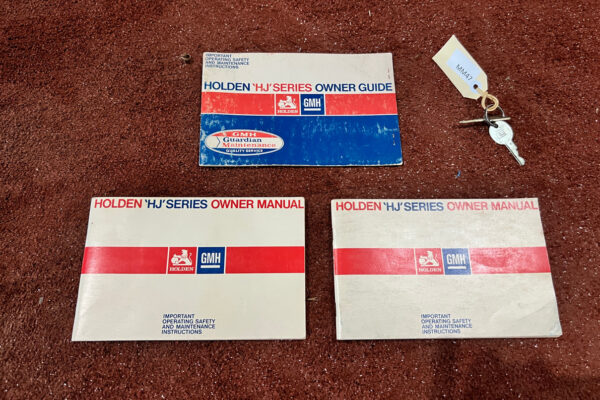 IMPORTANT
OPERATING SAFETY
AND MAINTENANCE
INSTRUCTIONS
HOLDEN 'HJ' SERIES OWNER GUIDE
HOLDEN
GMH
GMH
Guardian
Maintenance
QUALITY SERVICE
MM47
HOLDEN 'HJ' SERIES OWNER MANUAL
HOLDEN
GMH
IMPORTANT
OPERATING SAFETY
AND MAINTENANCE
INSTRUCTIONS
HOLDEN 'HJ' SERIES OWNER MANUAL
HOLDEN
GMH
IMPORTANT
OPERATING SAFETY
AND MAINTENANCE
INSTRUCTIONS